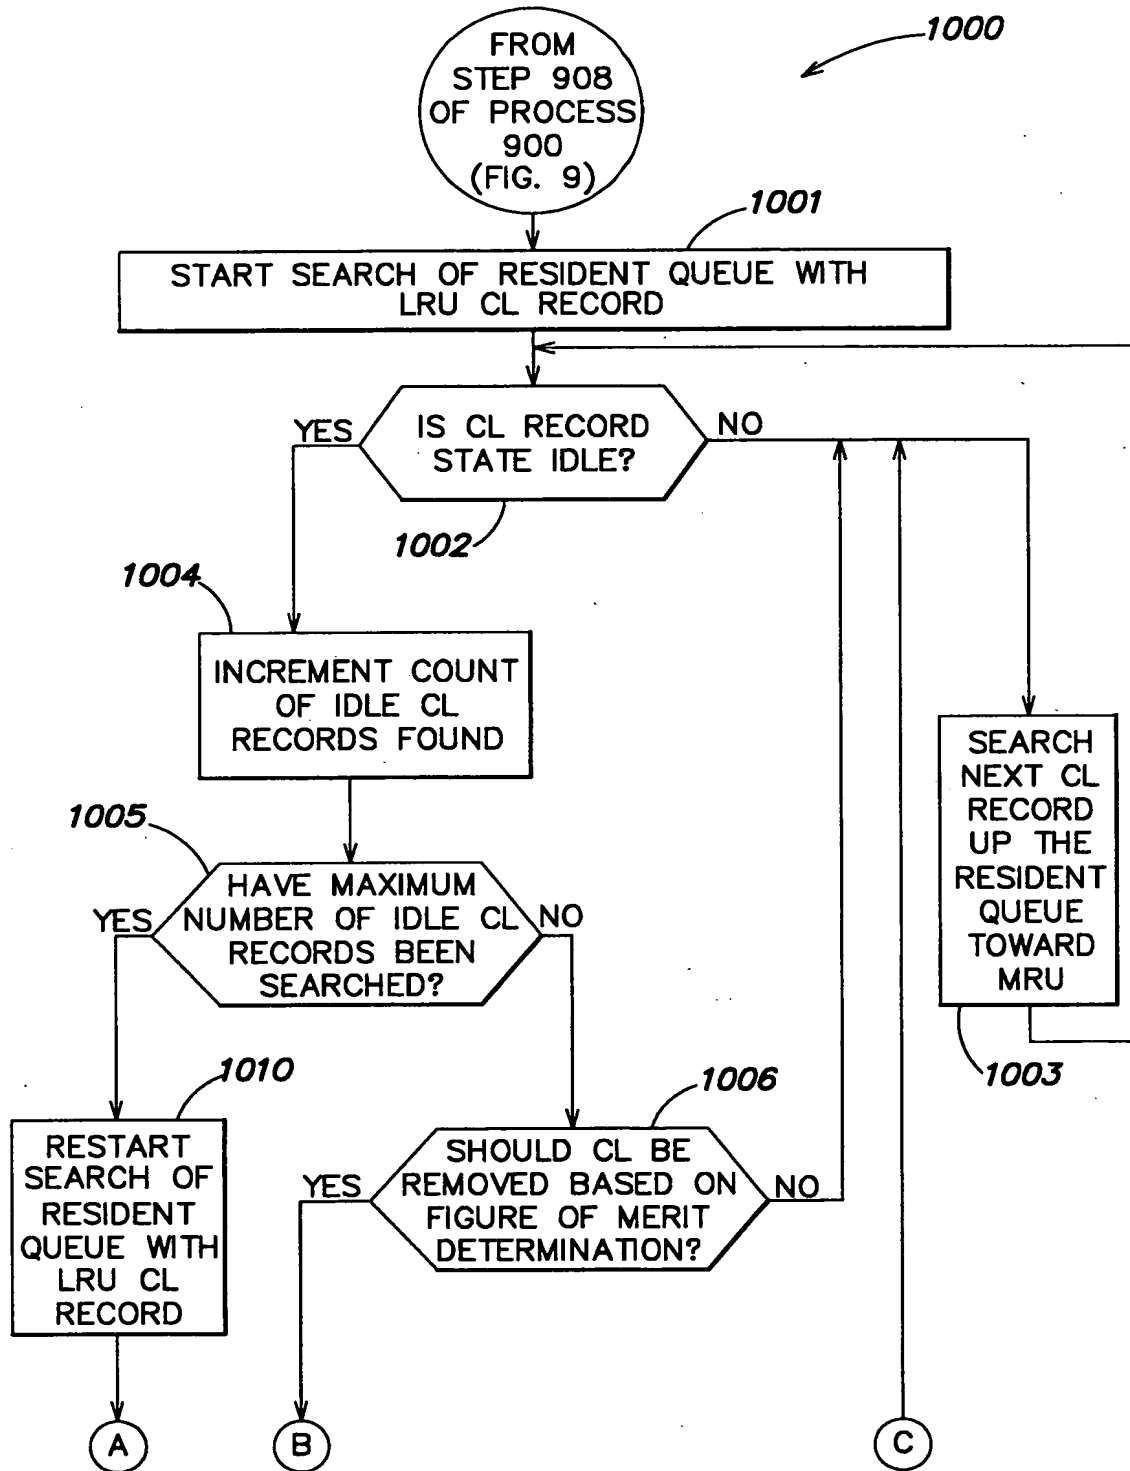 FROM
STEP 908
OF PROCESS
900
(FIG. 9)
1000
1001
START SEARCH OF RESIDENT QUEUE WITH
LRU CL RECORD
YES
IS CL RECORD
STATE IDLE?
NO
1002
1004
INCREMENT COUNT
OF IDLE CL
RECORDS FOUND
SEARCH
NEXT CL
RECORD
UP THE
RESIDENT
QUEUE
TOWARD
MRU
1003
1005
YES
HAVE MAXIMUM
NUMBER OF IDLE CL
RECORDS BEEN
SEARCHED?
NO
1010
RESTART
SEARCH OF
RESIDENT
QUEUE WITH
LRU CL
RECORD
1006
YES
SHOULD CL BE
REMOVED BASED ON
FIGURE OF MERIT
DETERMINATION?
NO
A
B
C